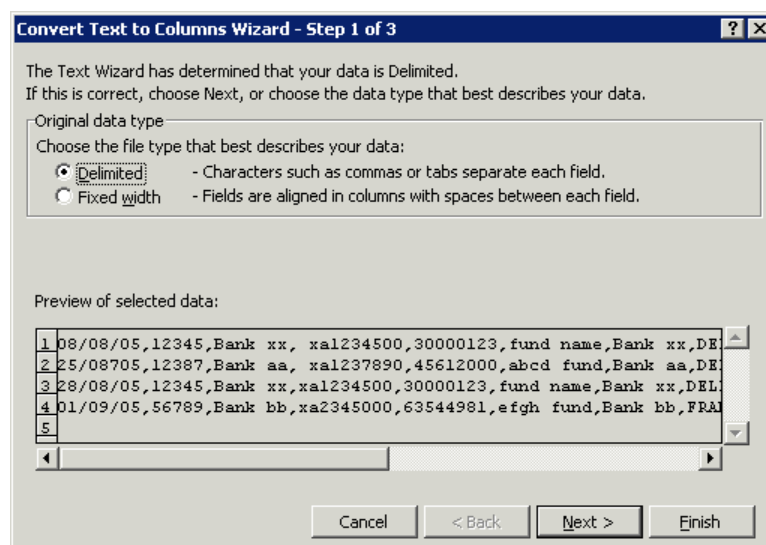 Convert Text to Columns Wizard - Step 1 of 3
The Text Wizard has determined that your data is Delimited.
If this is correct, choose Next, or choose the data type that best describes your data.
Original data type
Choose the file type that best describes your data:
Delimited - Characters such as commas or tabs separate each field.
Fixed width - Fields are aligned in columns with spaces between each field.
Preview of selected data:
1 08/08/05,12345,Bank xx, xa1234500,30000123,fund name,Bank xx,DE
2 25/08705,12387,Bank aa, xa1237890,45612000,abcd fund,Bank aa,DE
3 28/08/05,12345,Bank xx,xa1234500,30000123,fund name,Bank xx,DEL
4 01/09/05,56789,Bank bb,xa2345000,63544981,efgh fund,Bank bb,FRA
5
Cancel < Back Next > Finish